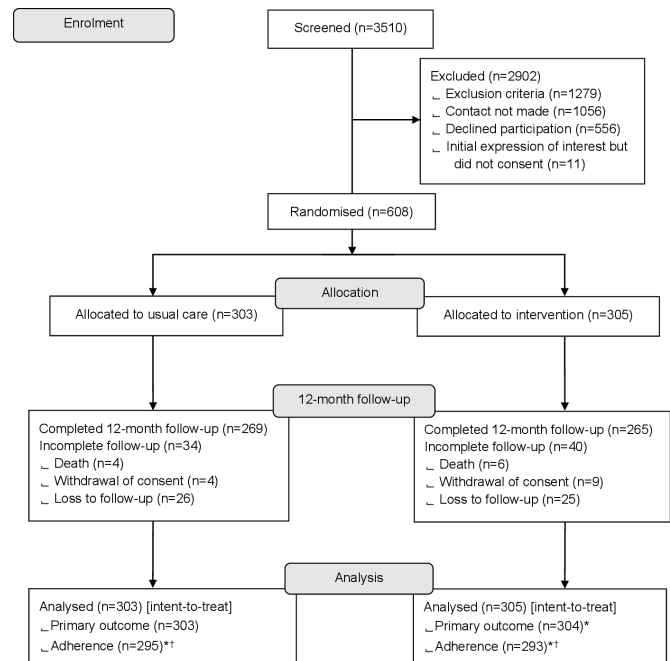 Enrolment
Screened (n=3510)
Excluded (n=2902)
⌣ Exclusion criteria (n=1279)
⌣ Contact not made (n=1056)
⌣ Declined participation (n=556)
⌣ Initial expression of interest but
did not consent (n=11)
Randomised (n=608)
Allocation
Allocated to usual care (n=303)
Allocated to intervention (n=305)
12-month follow-up
Completed 12-month follow-up (n=269)
Incomplete follow-up (n=34)
⌣ Death (n=4)
⌣ Withdrawal of consent (n=4)
⌣ Loss to follow-up (n=26)
Completed 12-month follow-up (n=265)
Incomplete follow-up (n=40)
⌣ Death (n=6)
⌣ Withdrawal of consent (n=9)
⌣ Loss to follow-up (n=25)
Analysis
Analysed (n=303) [intent-to-treat]
⌣Primary outcome (n=303)
⌣Adherence (n=295)*†
Analysed (n=305) [intent-to-treat]
⌣Primary outcome (n=304)*
⌣Adherence (n=293)*†